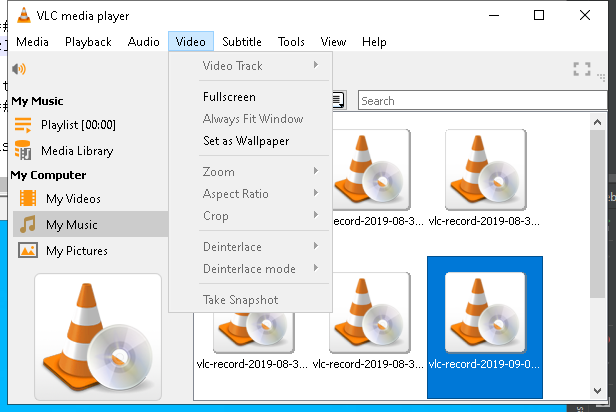 VLC media player
Media Playback Audio Video Subtitle Tools View Help
Video Track
Fullscreen
Always Fit Window
Set as Wallpaper
Zoom
Aspect Ratio
Crop
Deinterlace
Deinterlace mode
Take Snapshot
My Music
Playlist [00:00]
Media Library
My Computer
My Videos
My Music
My Pictures
Search
vlc-record-2019-08-3... vlc-record-2019-08-3...
vlc-record-2019-08-3... vlc-record-2019-08-3... vlc-record-2019-09-0...